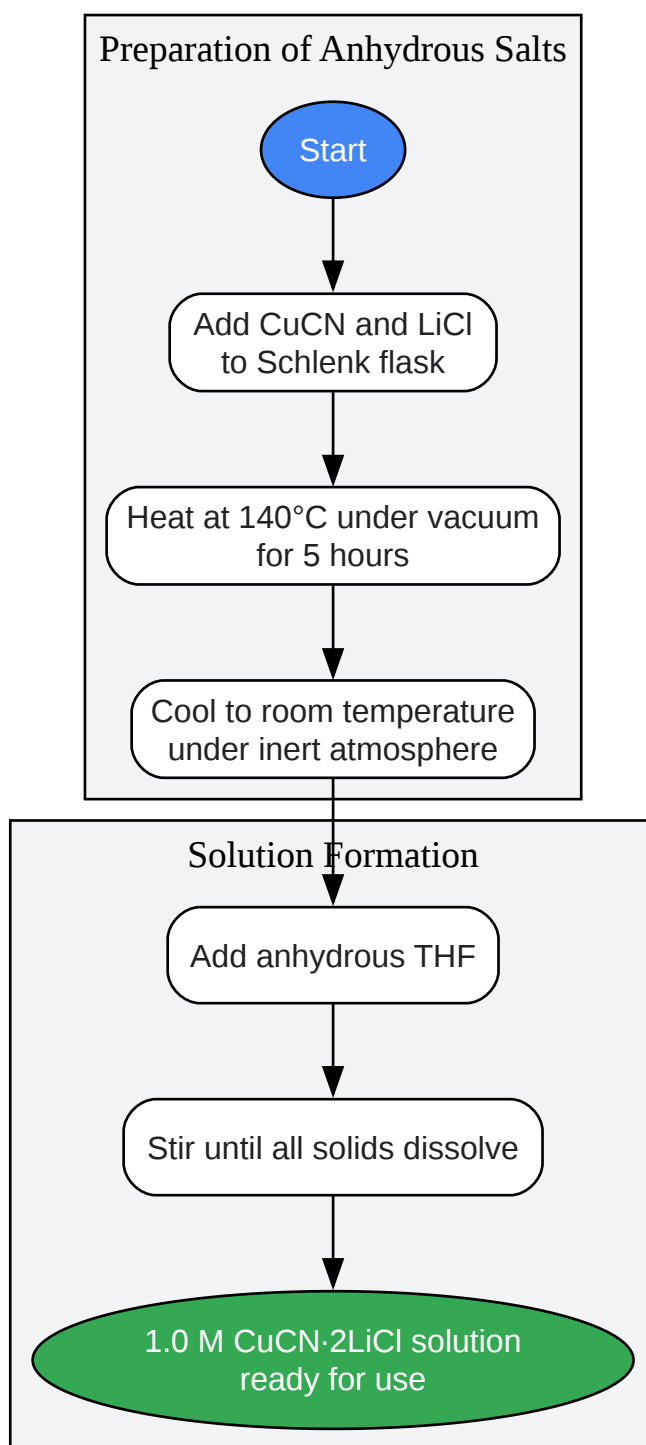 Preparation of Anhydrous Salts
Start
Add CuCN and LiCl
to Schlenk flask
Heat at 140°C under vacuum
for 5 hours
Cool to room temperature
under inert atmosphere
Solution Formation
Add anhydrous THF
Stir until all solids dissolve
1.0 M CuCN·2LiCl solution
ready for use